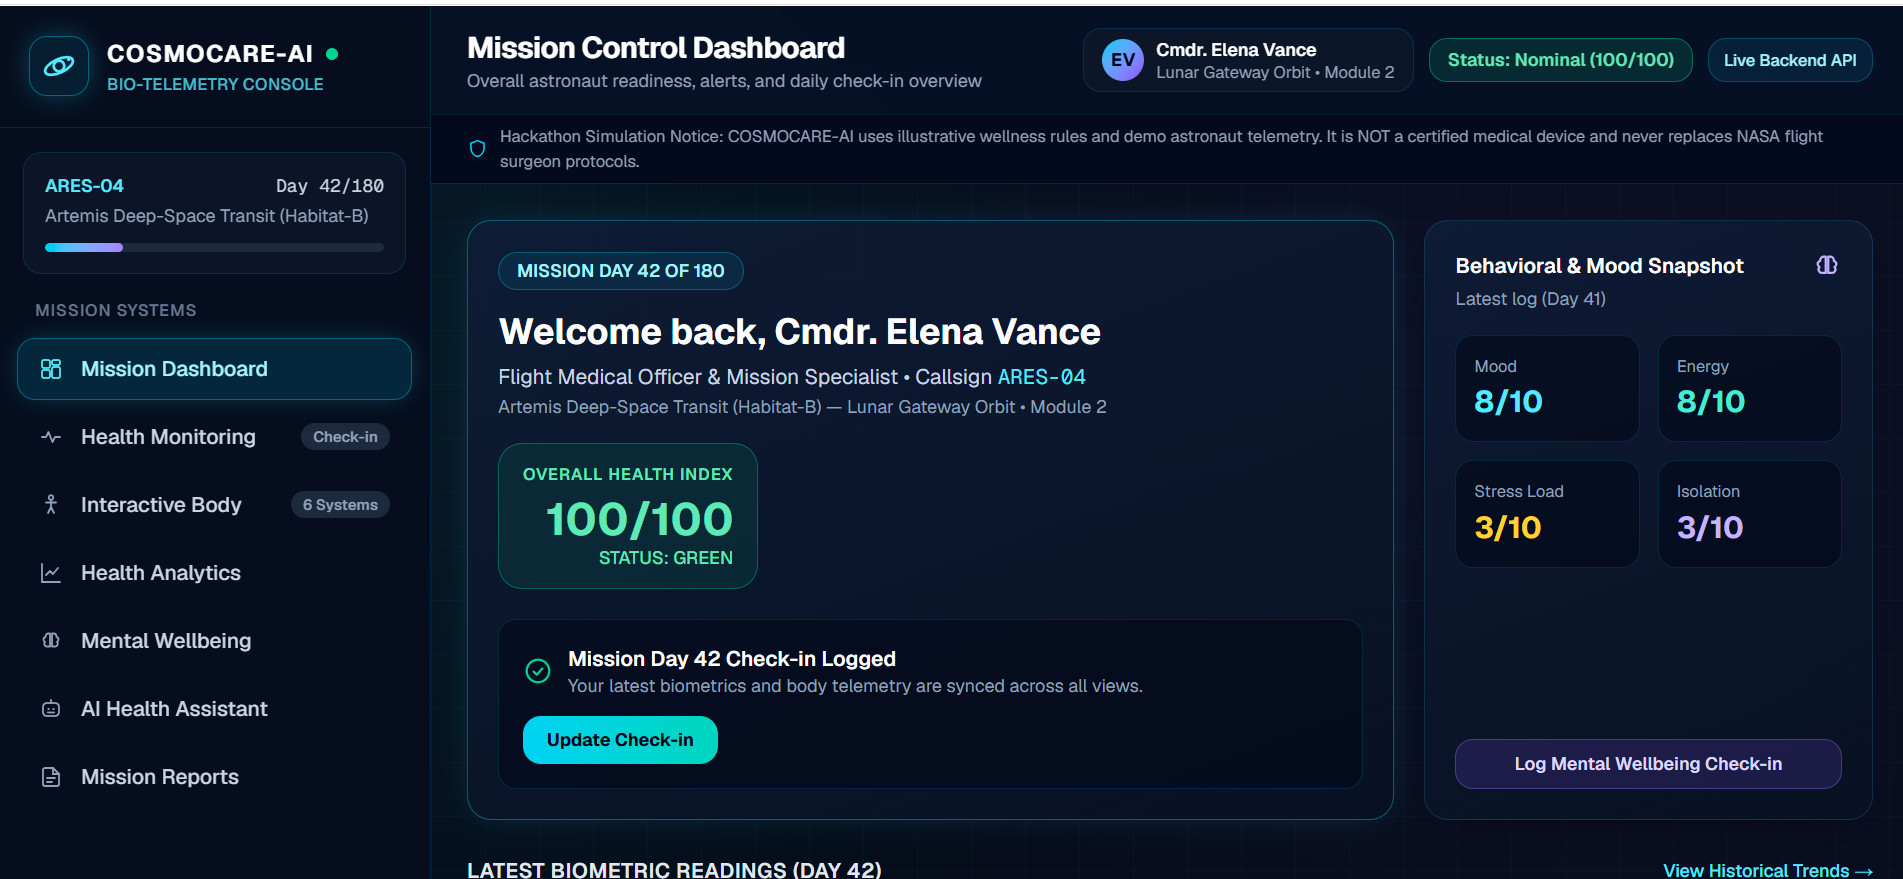 COSMOCARE-AI
BIO-TELEMETRY CONSOLE
ARES-04
Day 42/180
Artemis Deep-Space Transit (Habitat-B)
MISSION SYSTEMS
Mission Dashboard
Health Monitoring
Check-in
Interactive Body
6 Systems
Health Analytics
Mental Wellbeing
AI Health Assistant
Mission Reports
Mission Control Dashboard
Overall astronaut readiness, alerts, and daily check-in overview
EV
Cmdr. Elena Vance
Lunar Gateway Orbit • Module 2
Status: Nominal (100/100)
Live Backend API
Hackathon Simulation Notice: COSMOCARE-AI uses illustrative wellness rules and demo astronaut telemetry. It is NOT a certified medical device and never replaces NASA flight
surgeon protocols.
MISSION DAY 42 OF 180
Welcome back, Cmdr. Elena Vance
Flight Medical Officer & Mission Specialist • Callsign ARES-04
Artemis Deep-Space Transit (Habitat-B) — Lunar Gateway Orbit • Module 2
OVERALL HEALTH INDEX
100/100
STATUS: GREEN
Mission Day 42 Check-in Logged
Your latest biometrics and body telemetry are synced across all views.
Update Check-in
Behavioral & Mood Snapshot
Latest log (Day 41)
Mood
8/10
Energy
8/10
Stress Load
3/10
Isolation
3/10
Log Mental Wellbeing Check-in
LATEST BIOMETRIC READINGS (DAY 42)
View Historical Trends →